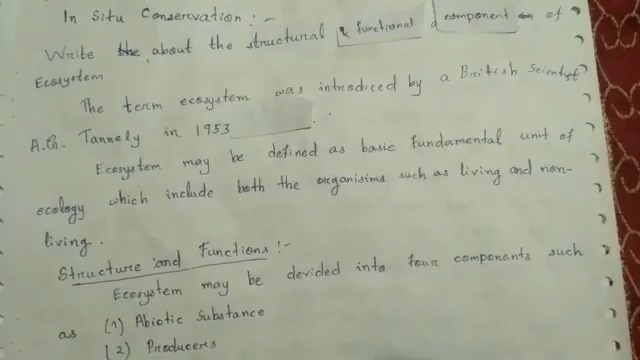 In Situ Conservation :-
Write the about the structural & functional component of
Ecosystem
The term ecosystem was introduced by a British Scientist
A.G. Tannely in 1953
Ecosystem may be defined as basic fundamental unit of
ecology which include both the organisims such as living and non-
living.
Structure and Functions :-
Ecosystem may be devided into four components such
as (1) Abiotic Substance
(2) Producers